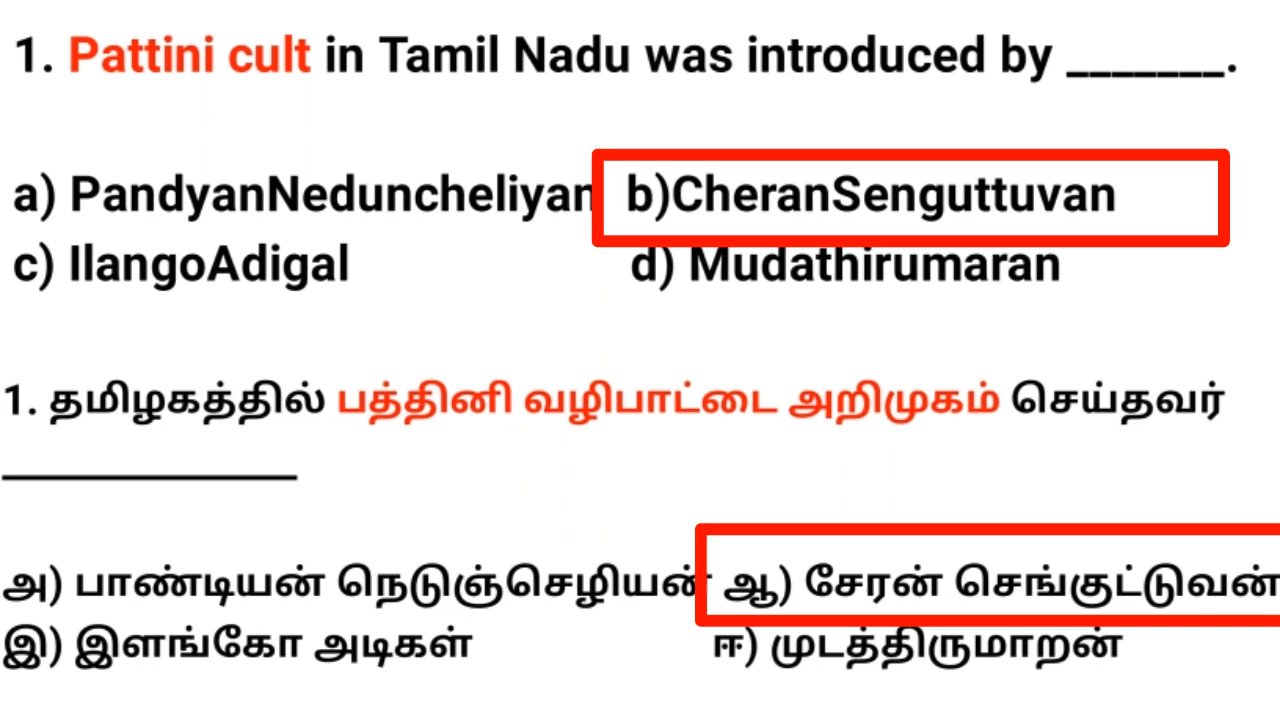 1. Pattini cult in Tamil Nadu was introduced by _______.
a) PandyanNeduncheliyan b)CheranSenguttuvan
c) IlangoAdigal d) Mudathirumaran
1. தமிழகத்தில் பத்தினி வழிபாட்டை அறிமுகம் செய்தவர்
______________
அ) பாண்டியன் நெடுஞ்செழியன் ஆ) சேரன் செங்குட்டுவன்
இ) இளங்கோ அடிகள் ஈ) முடத்திருமாறன்